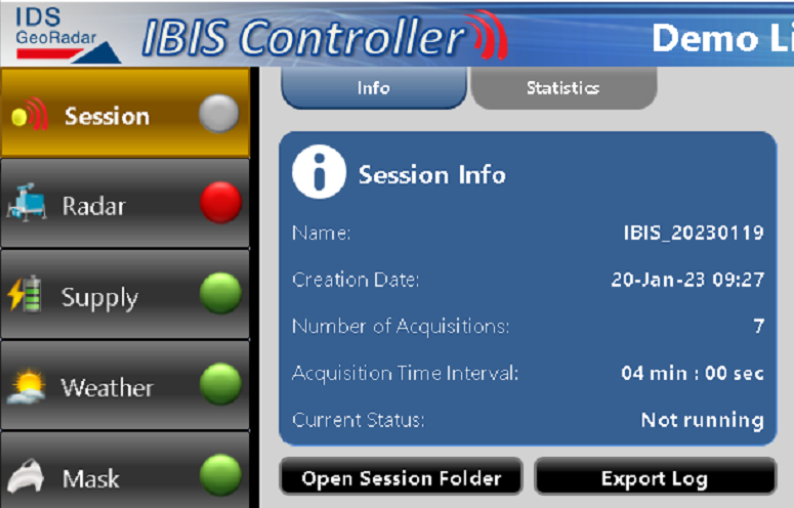 IDS
GeoRadar
IBIS Controller
Demo Li
Session
Radar
Supply
Weather
Mask
Info
Statistics
Session Info
Name: IBIS_20230119
Creation Date: 20-Jan-23 09:27
Number of Acquisitions: 7
Acquisition Time Interval: 04 min : 00 sec
Current Status: Not running
Open Session Folder
Export Log